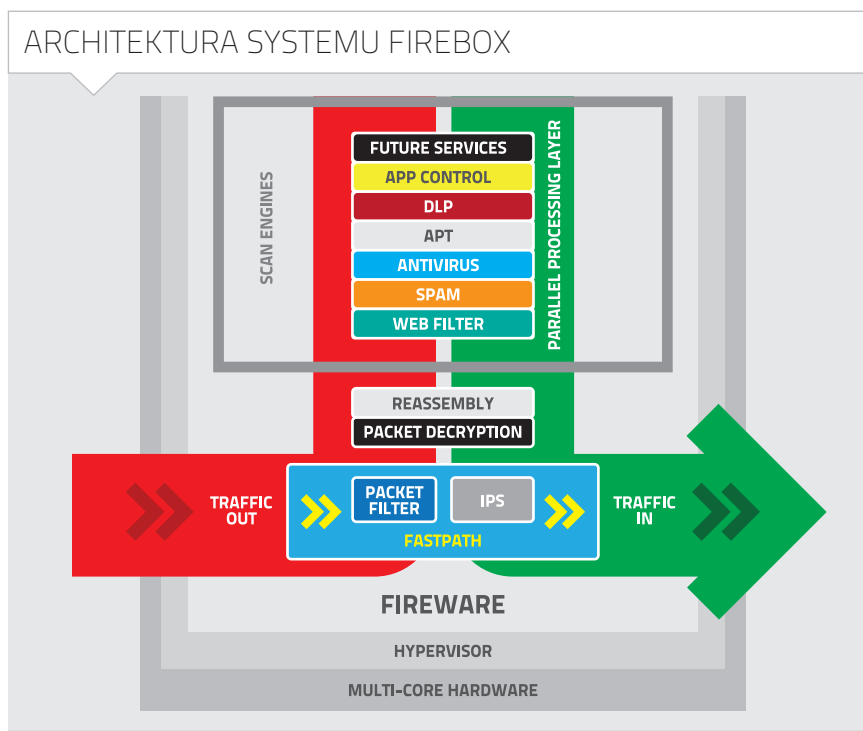 ARCHITEKTURA SYSTEMU FIREBOX
SCAN ENGINES
FUTURE SERVICES
APP CONTROL
DLP
APT
ANTIVIRUS
SPAM
WEB FILTER
PARALLEL PROCESSING LAYER
REASSEMBLY
PACKET DECRYPTION
TRAFFIC
OUT
PACKET
FILTER
IPS
FASTPATH
TRAFFIC
IN
FIREWARE
HYPERVISOR
MULTI-CORE HARDWARE